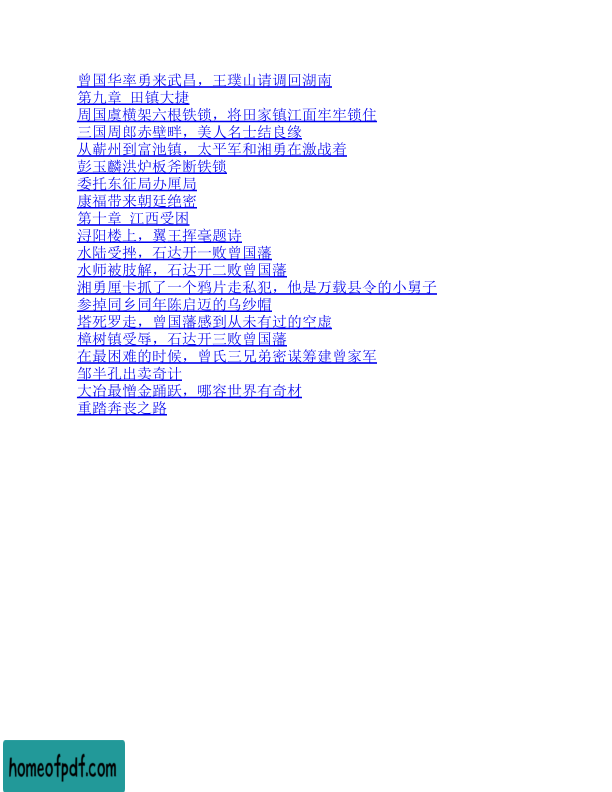 曾国华率勇来武昌，王璞山请调回湖南
第九章 田镇大捷
周国虞横架六根铁锁，将田家镇江面牢牢锁住
三国周郎赤壁畔，美人名士结良缘
从蕲州到富池镇，太平军和湘勇在激战着
彭玉麟洪炉板斧断铁锁
委托东征局办厘局
康福带来朝廷绝密
第十章 江西受困
浔阳楼上，翼王挥毫题诗
水陆受挫，石达开一败曾国藩
水师被肢解，石达开二败曾国藩
湘勇厘卡抓了一个鸦片走私犯，他是万载县令的小舅子
参掉同乡同年陈启迈的乌纱帽
塔死罗走，曾国藩感到从未有过的空虚
樟树镇受辱，石达开三败曾国藩
在最困难的时候，曾氏三兄弟密谋筹建曾家军
邹半孔出卖奇计
大冶最憎金踊跃，哪容世界有奇材
重踏奔丧之路
homeofpdf.com